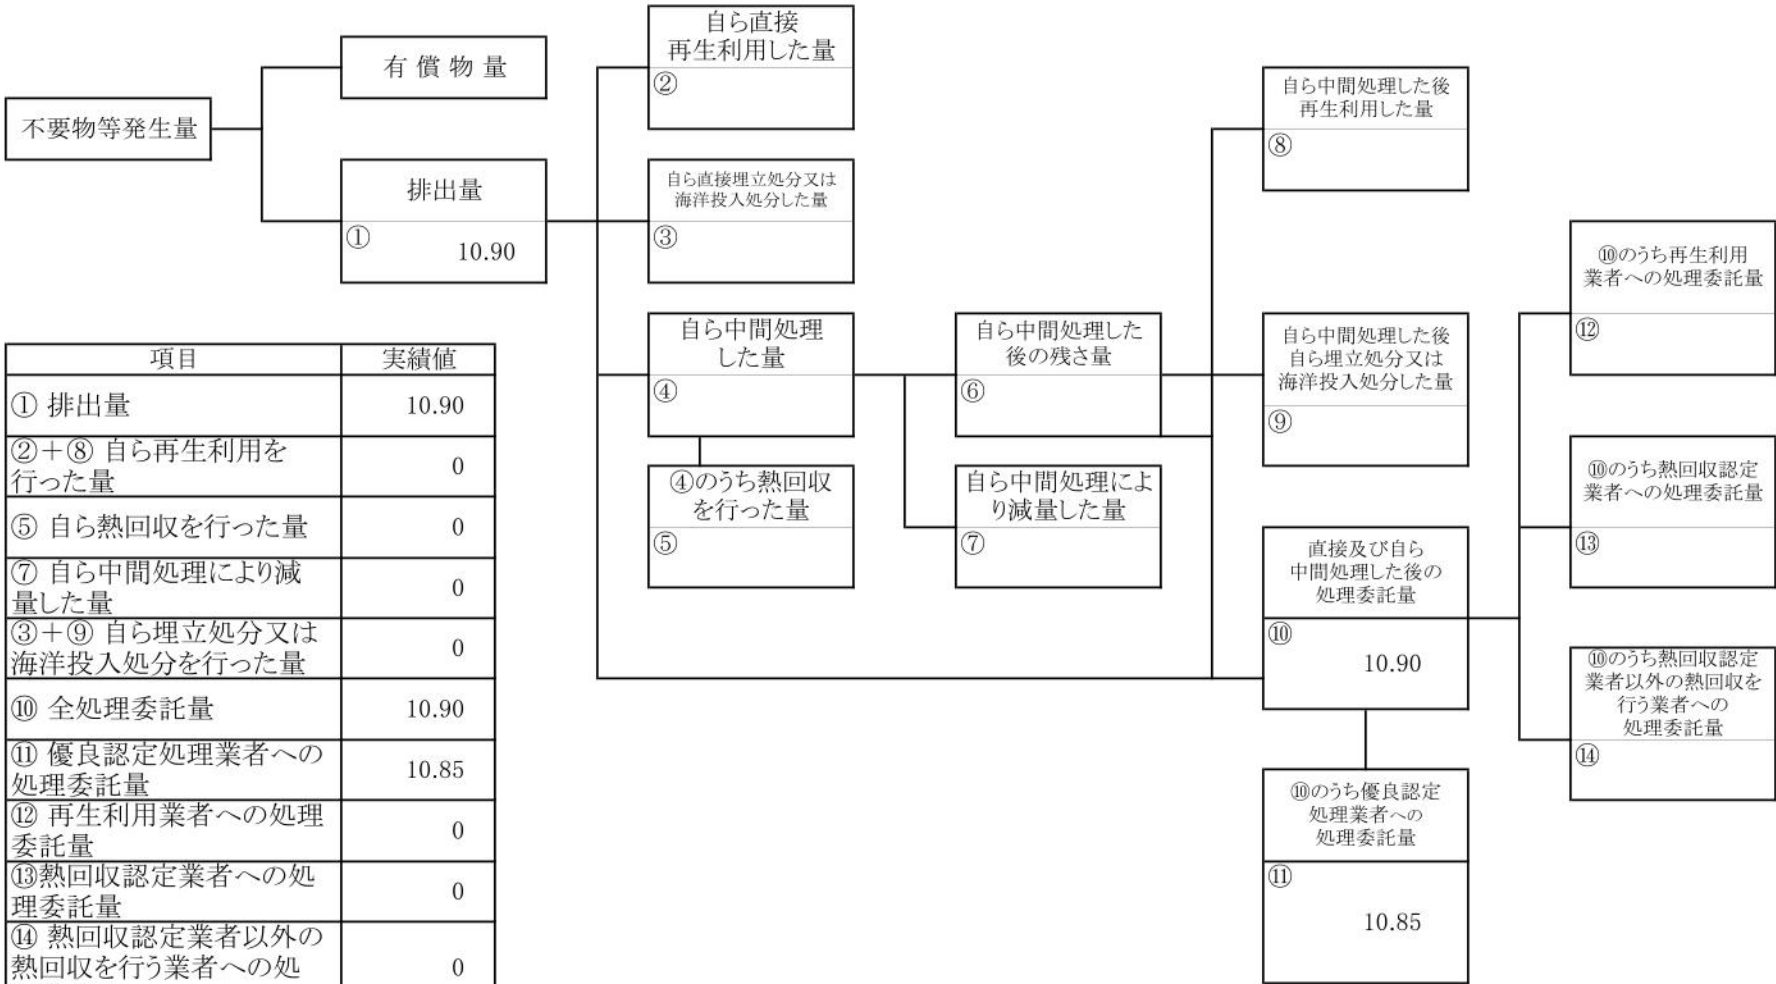 不要物等発生量
有 償 物 量
排出量
①
10.90
自ら直接
再生利用した量
②
自ら直接埋立処分又は
海洋投入処分した量
③
自ら中間処理
した量
④
④のうち熱回収
を行った量
⑤
自ら中間処理した
後の残さ量
⑥
自ら中間処理によ
り減量した量
⑦
自ら中間処理した後
再生利用した量
⑧
自ら中間処理した後
自ら埋立処分又は
海洋投入処分した量
⑨
直接及び自ら
中間処理した後の
処理委託量
⑩
10.90
⑩のうち優良認定
処理業者への
処理委託量
⑪
10.85
⑩のうち再生利用
業者への処理委託量
⑫
⑩のうち熱回収認定
業者への処理委託量
⑬
⑩のうち熱回収認定
業者以外の熱回収を
行う業者への
処理委託量
⑭
項目 実績値
① 排出量 10.90
②＋⑧ 自ら再生利用を
行った量 0
⑤ 自ら熱回収を行った量 0
⑦ 自ら中間処理により減
量した量 0
③＋⑨ 自ら埋立処分又は
海洋投入処分を行った量 0
⑩ 全処理委託量 10.90
⑪ 優良認定処理業者への
処理委託量 10.85
⑫ 再生利用業者への処理
委託量 0
⑬熱回収認定業者への処
理委託量 0
⑭ 熱回収認定業者以外の
熱回収を行う業者への処 0